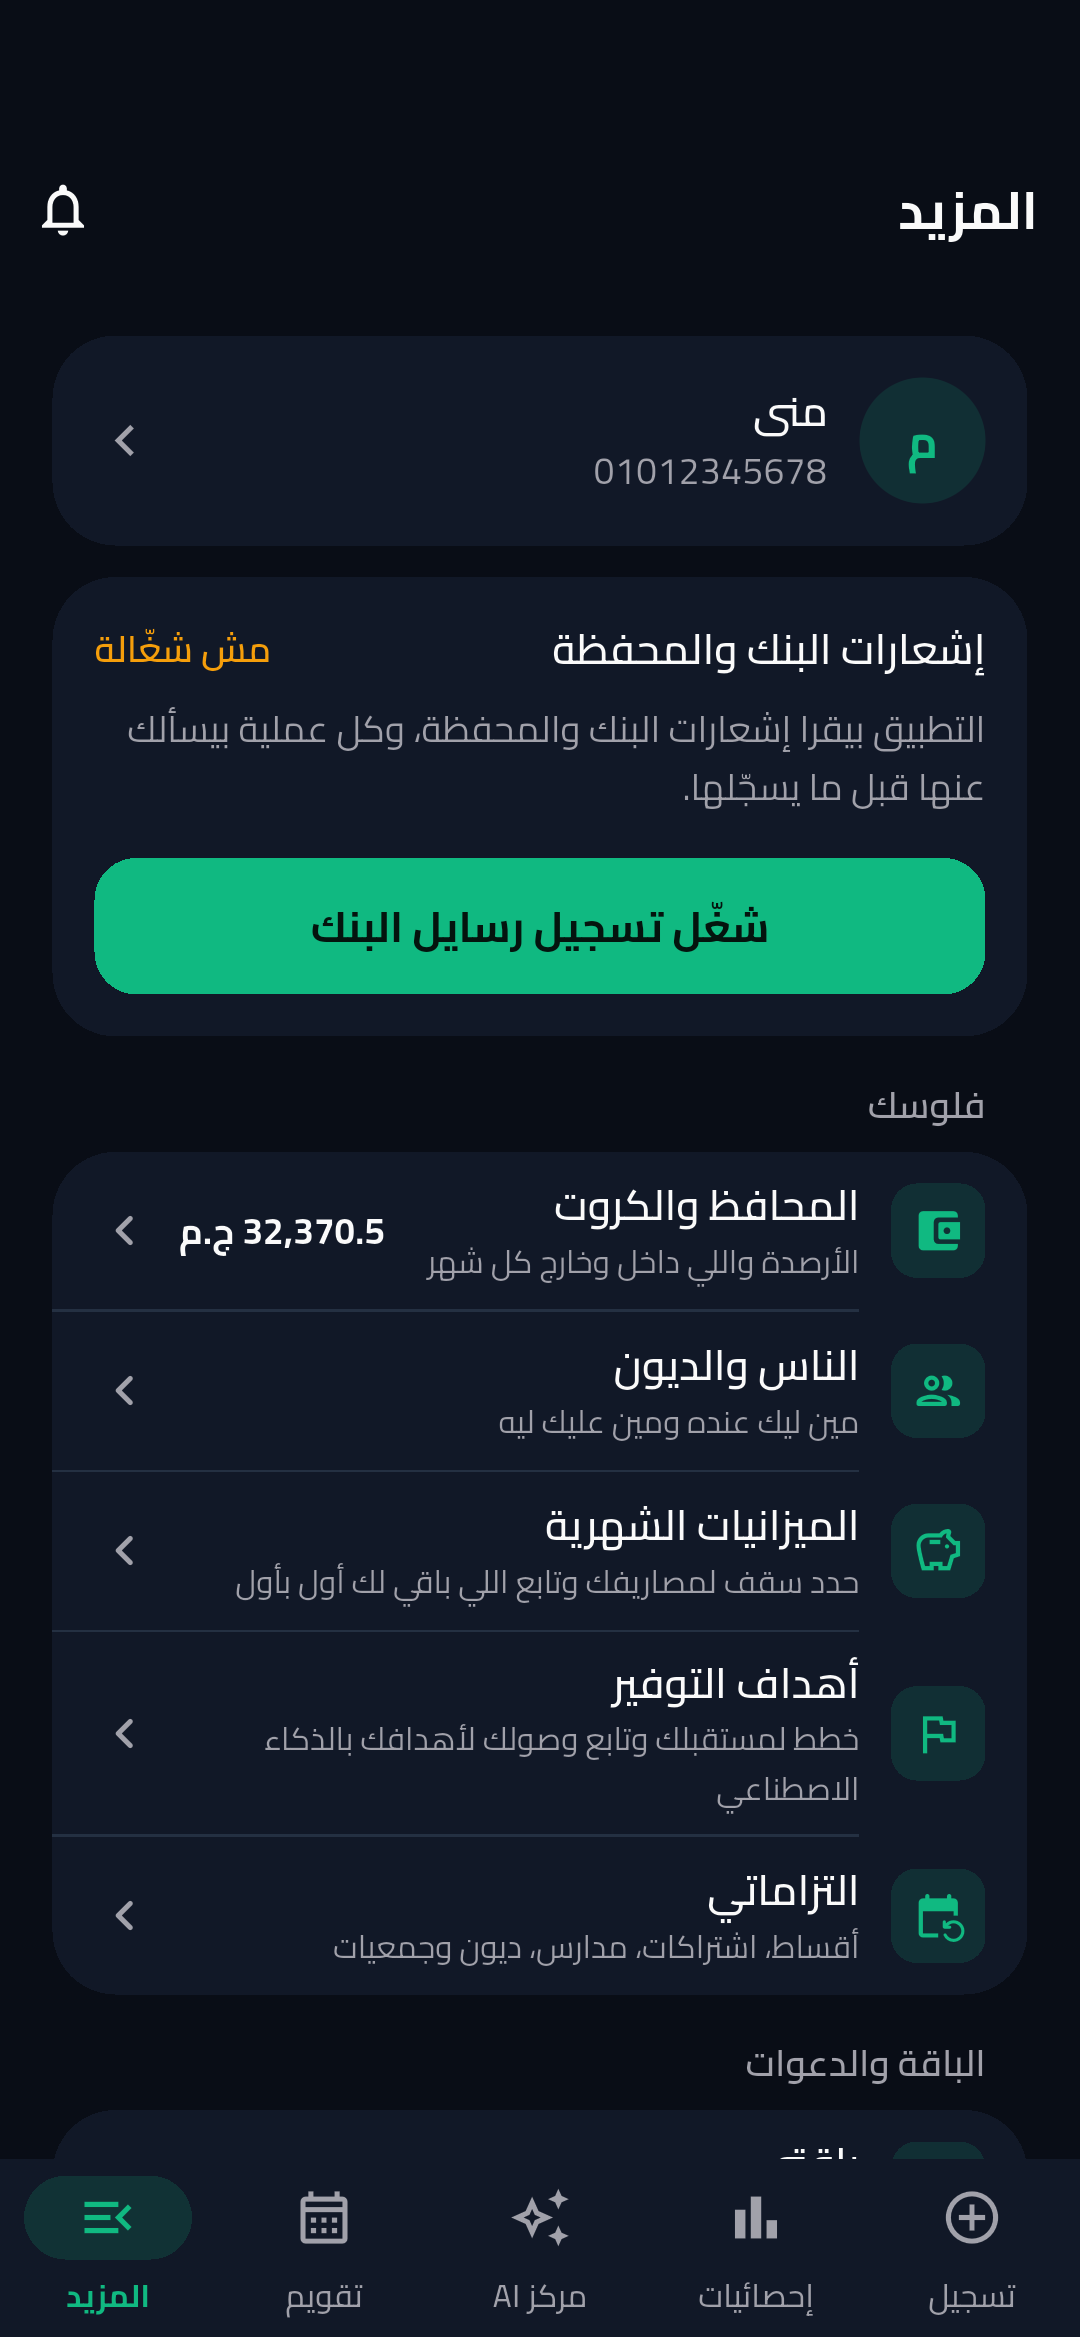 المزيد
م
منى
01012345678
إشعارات البنك والمحفظة
مش شغّالة
التطبيق بيقرا إشعارات البنك والمحفظة، وكل عملية بيسألك
عنها قبل ما يسجّلها.
شغّل تسجيل رسايل البنك
فلوسك
المحافظ والكروت
32,370.5 ج.م
الأرصدة واللي داخل وخارج كل شهر
الناس والديون
مين ليك عنده ومين عليك ليه
الميزانيات الشهرية
حدد سقف لمصاريفك وتابع اللي باقي لك أول بأول
أهداف التوفير
خطط لمستقبلك وتابع وصولك لأهدافك بالذكاء
الاصطناعي
التزاماتي
أقساط، اشتراكات، مدارس، ديون وجمعيات
الباقة والدعوات
تسجيل
إحصائيات
مركز AI
تقويم
المزيد